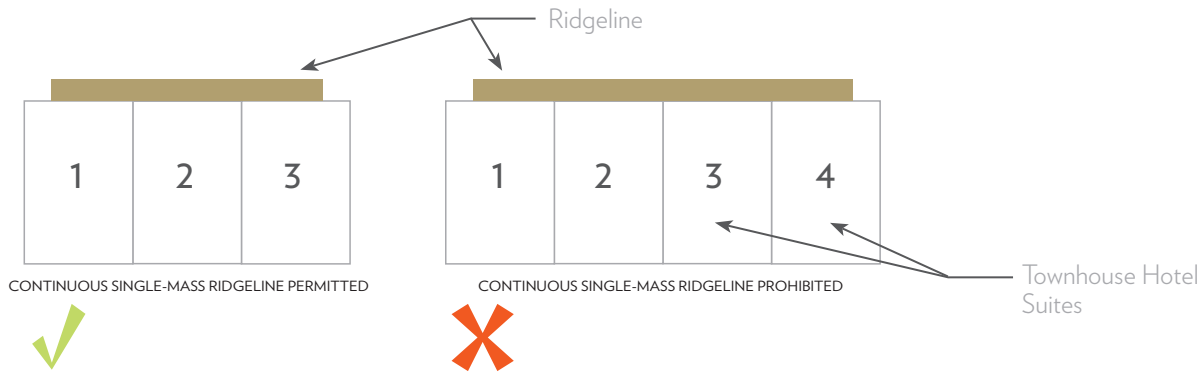 Ridgeline
1 2 3
1 2 3 4
CONTINUOUS SINGLE-MASS RIDGELINE PERMITTED
CONTINUOUS SINGLE-MASS RIDGELINE PROHIBITED
Townhouse Hotel
Suites